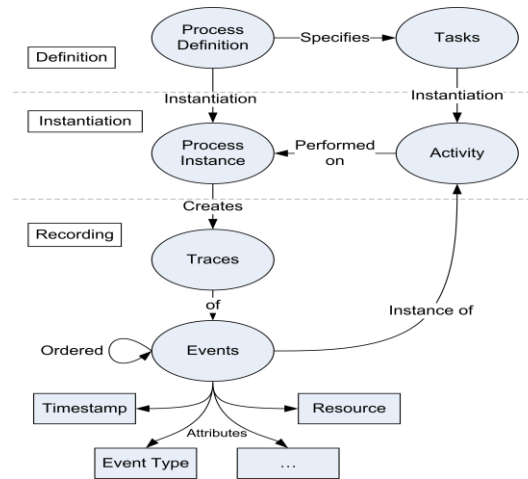 Process
Definition
Specifies
Tasks
Definition
Instantiation
Instantiation
Instantiation
Process
Instance
Performed
on
Activity
Creates
Recording
Traces
of
Instance of
Ordered
Events
Timestamp
Resource
Attributes
Event Type
...